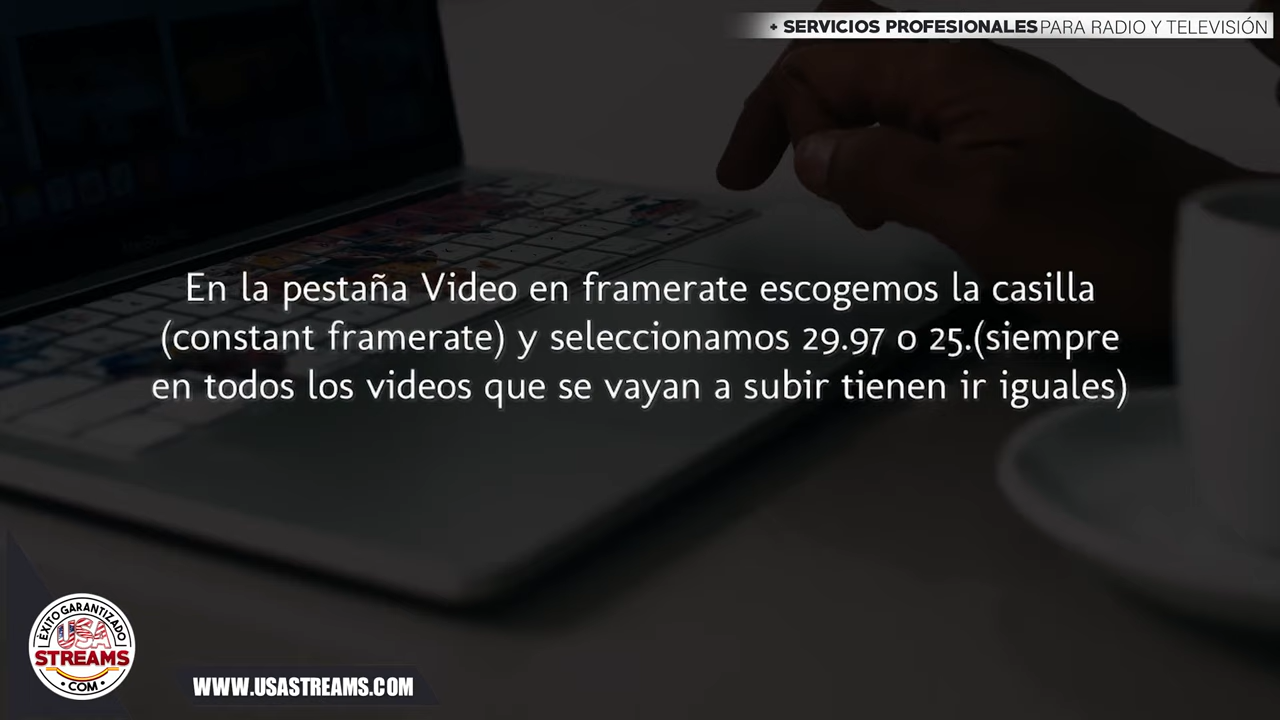 + SERVICIOS PROFESIONALES PARA RADIO Y TELEVISIÓN
En la pestaña Video en framerate escogemos la casilla
(constant framerate) y seleccionamos 29.97 o 25.(siempre
en todos los videos que se vayan a subir tienen ir iguales)
ÉXITO GARANTIZADO
USA
STREAMS
• COM •
WWW.USASTREAMS.COM